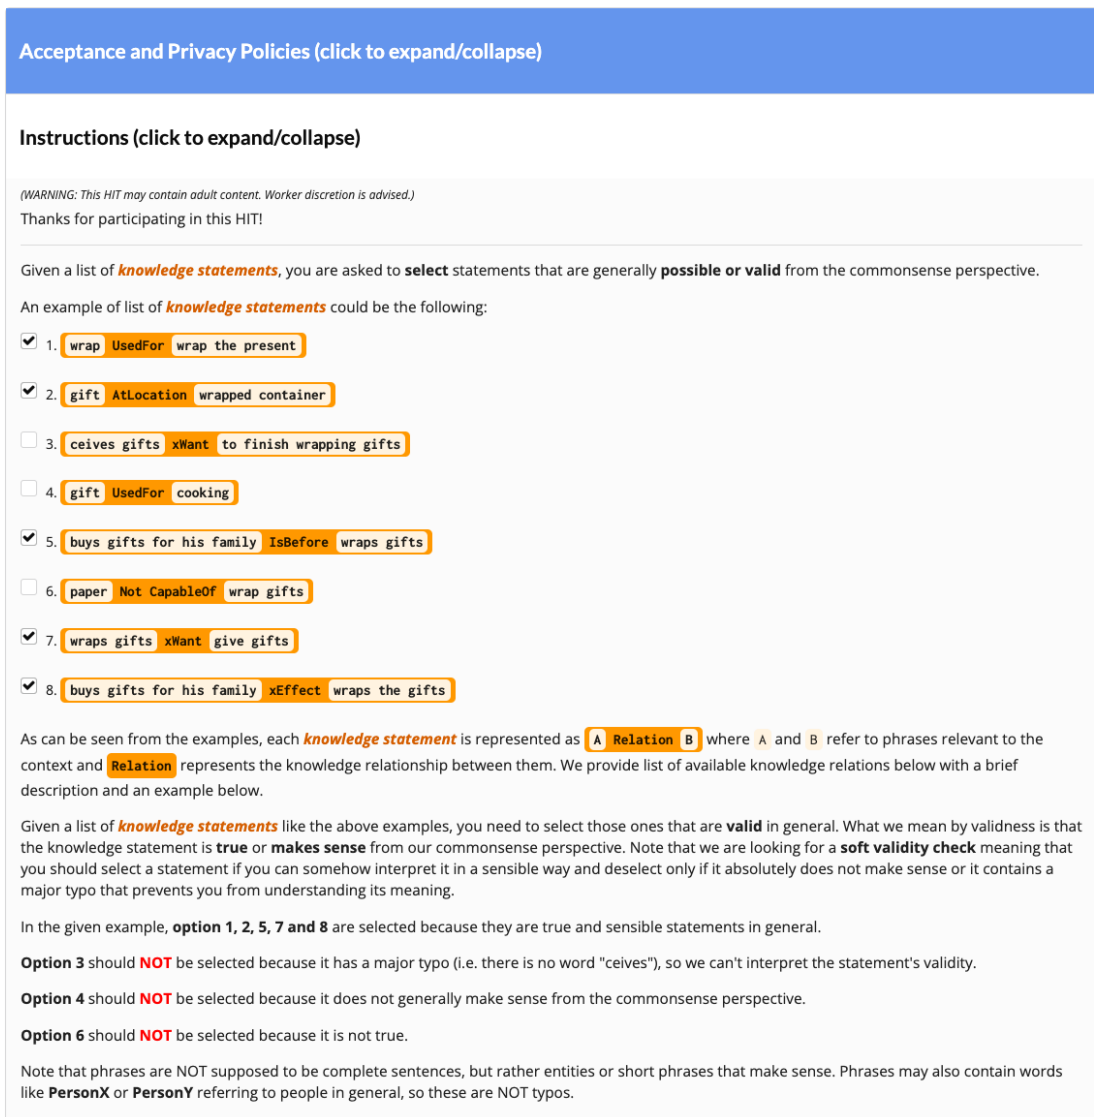 Acceptance and Privacy Policies (click to expand/collapse)
Instructions (click to expand/collapse)
(WARNING: This HIT may contain adult content. Worker discretion is advised.)
Thanks for participating in this HIT!
Given a list of knowledge statements, you are asked to select statements that are generally possible or valid from the commonsense perspective.
An example of list of knowledge statements could be the following:
1. wrap UsedFor wrap the present
2. gift AtLocation wrapped container
3. ceives gifts xWant to finish wrapping gifts
4. gift UsedFor cooking
5. buys gifts for his family IsBefore wraps gifts
6. paper Not CapableOf wrap gifts
7. wraps gifts xWant give gifts
8. buys gifts for his family xEffect wraps the gifts
As can be seen from the examples, each knowledge statement is represented as A Relation B where A and B refer to phrases relevant to the
context and Relation represents the knowledge relationship between them. We provide list of available knowledge relations below with a brief
description and an example below.
Given a list of knowledge statements like the above examples, you need to select those ones that are valid in general. What we mean by validness is that
the knowledge statement is true or makes sense from our commonsense perspective. Note that we are looking for a soft validity check meaning that
you should select a statement if you can somehow interpret it in a sensible way and deselect only if it absolutely does not make sense or it contains a
major typo that prevents you from understanding its meaning.
In the given example, option 1, 2, 5, 7 and 8 are selected because they are true and sensible statements in general.
Option 3 should NOT be selected because it has a major typo (i.e. there is no word "ceives"), so we can't interpret the statement's validity.
Option 4 should NOT be selected because it does not generally make sense from the commonsense perspective.
Option 6 should NOT be selected because it is not true.
Note that phrases are NOT supposed to be complete sentences, but rather entities or short phrases that make sense. Phrases may also contain words
like PersonX or PersonY referring to people in general, so these are NOT typos.